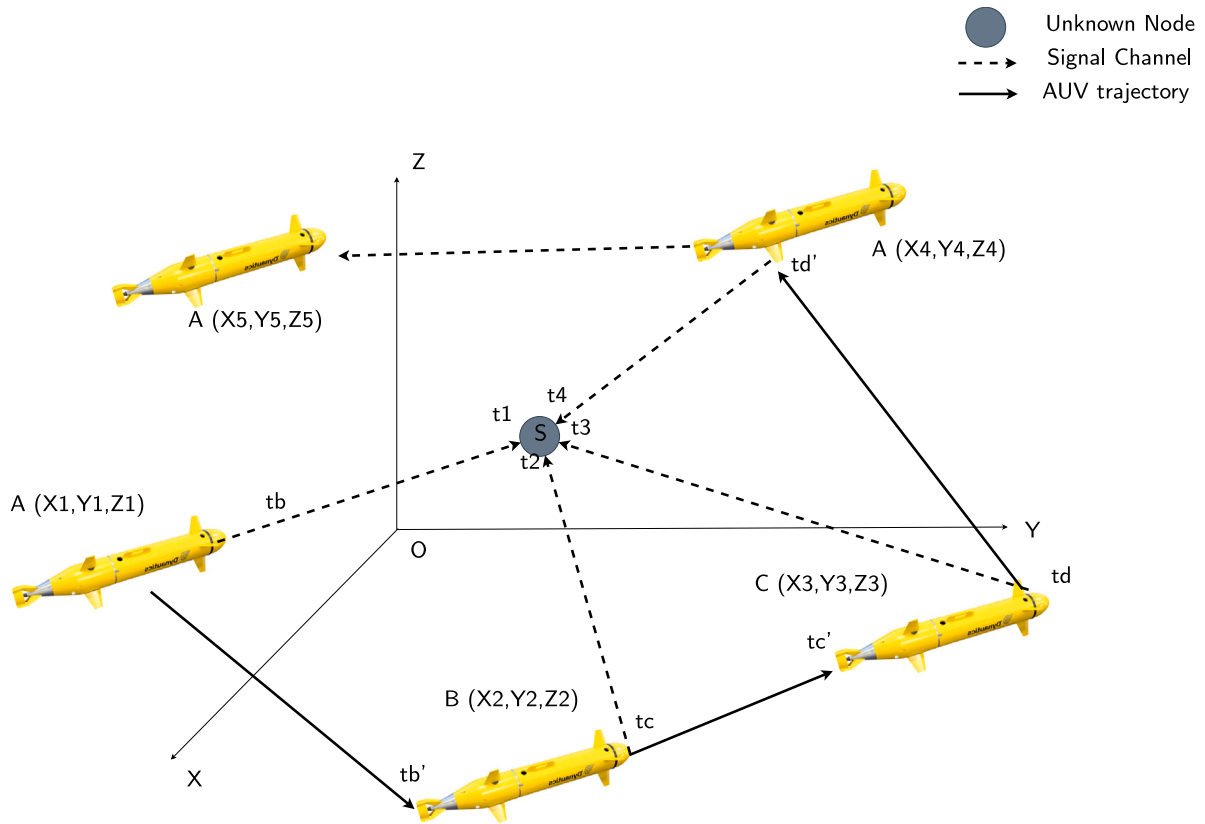 Unknown Node
Signal Channel
AUV trajectory
Z
A (X4,Y4,Z4)
td'
A (X5,Y5,Z5)
t4
t1
t3
S
t2
A (X1,Y1,Z1)
tb
Y
O
td
C (X3,Y3,Z3)
tc'
B (X2,Y2,Z2)
tc
tb'
X